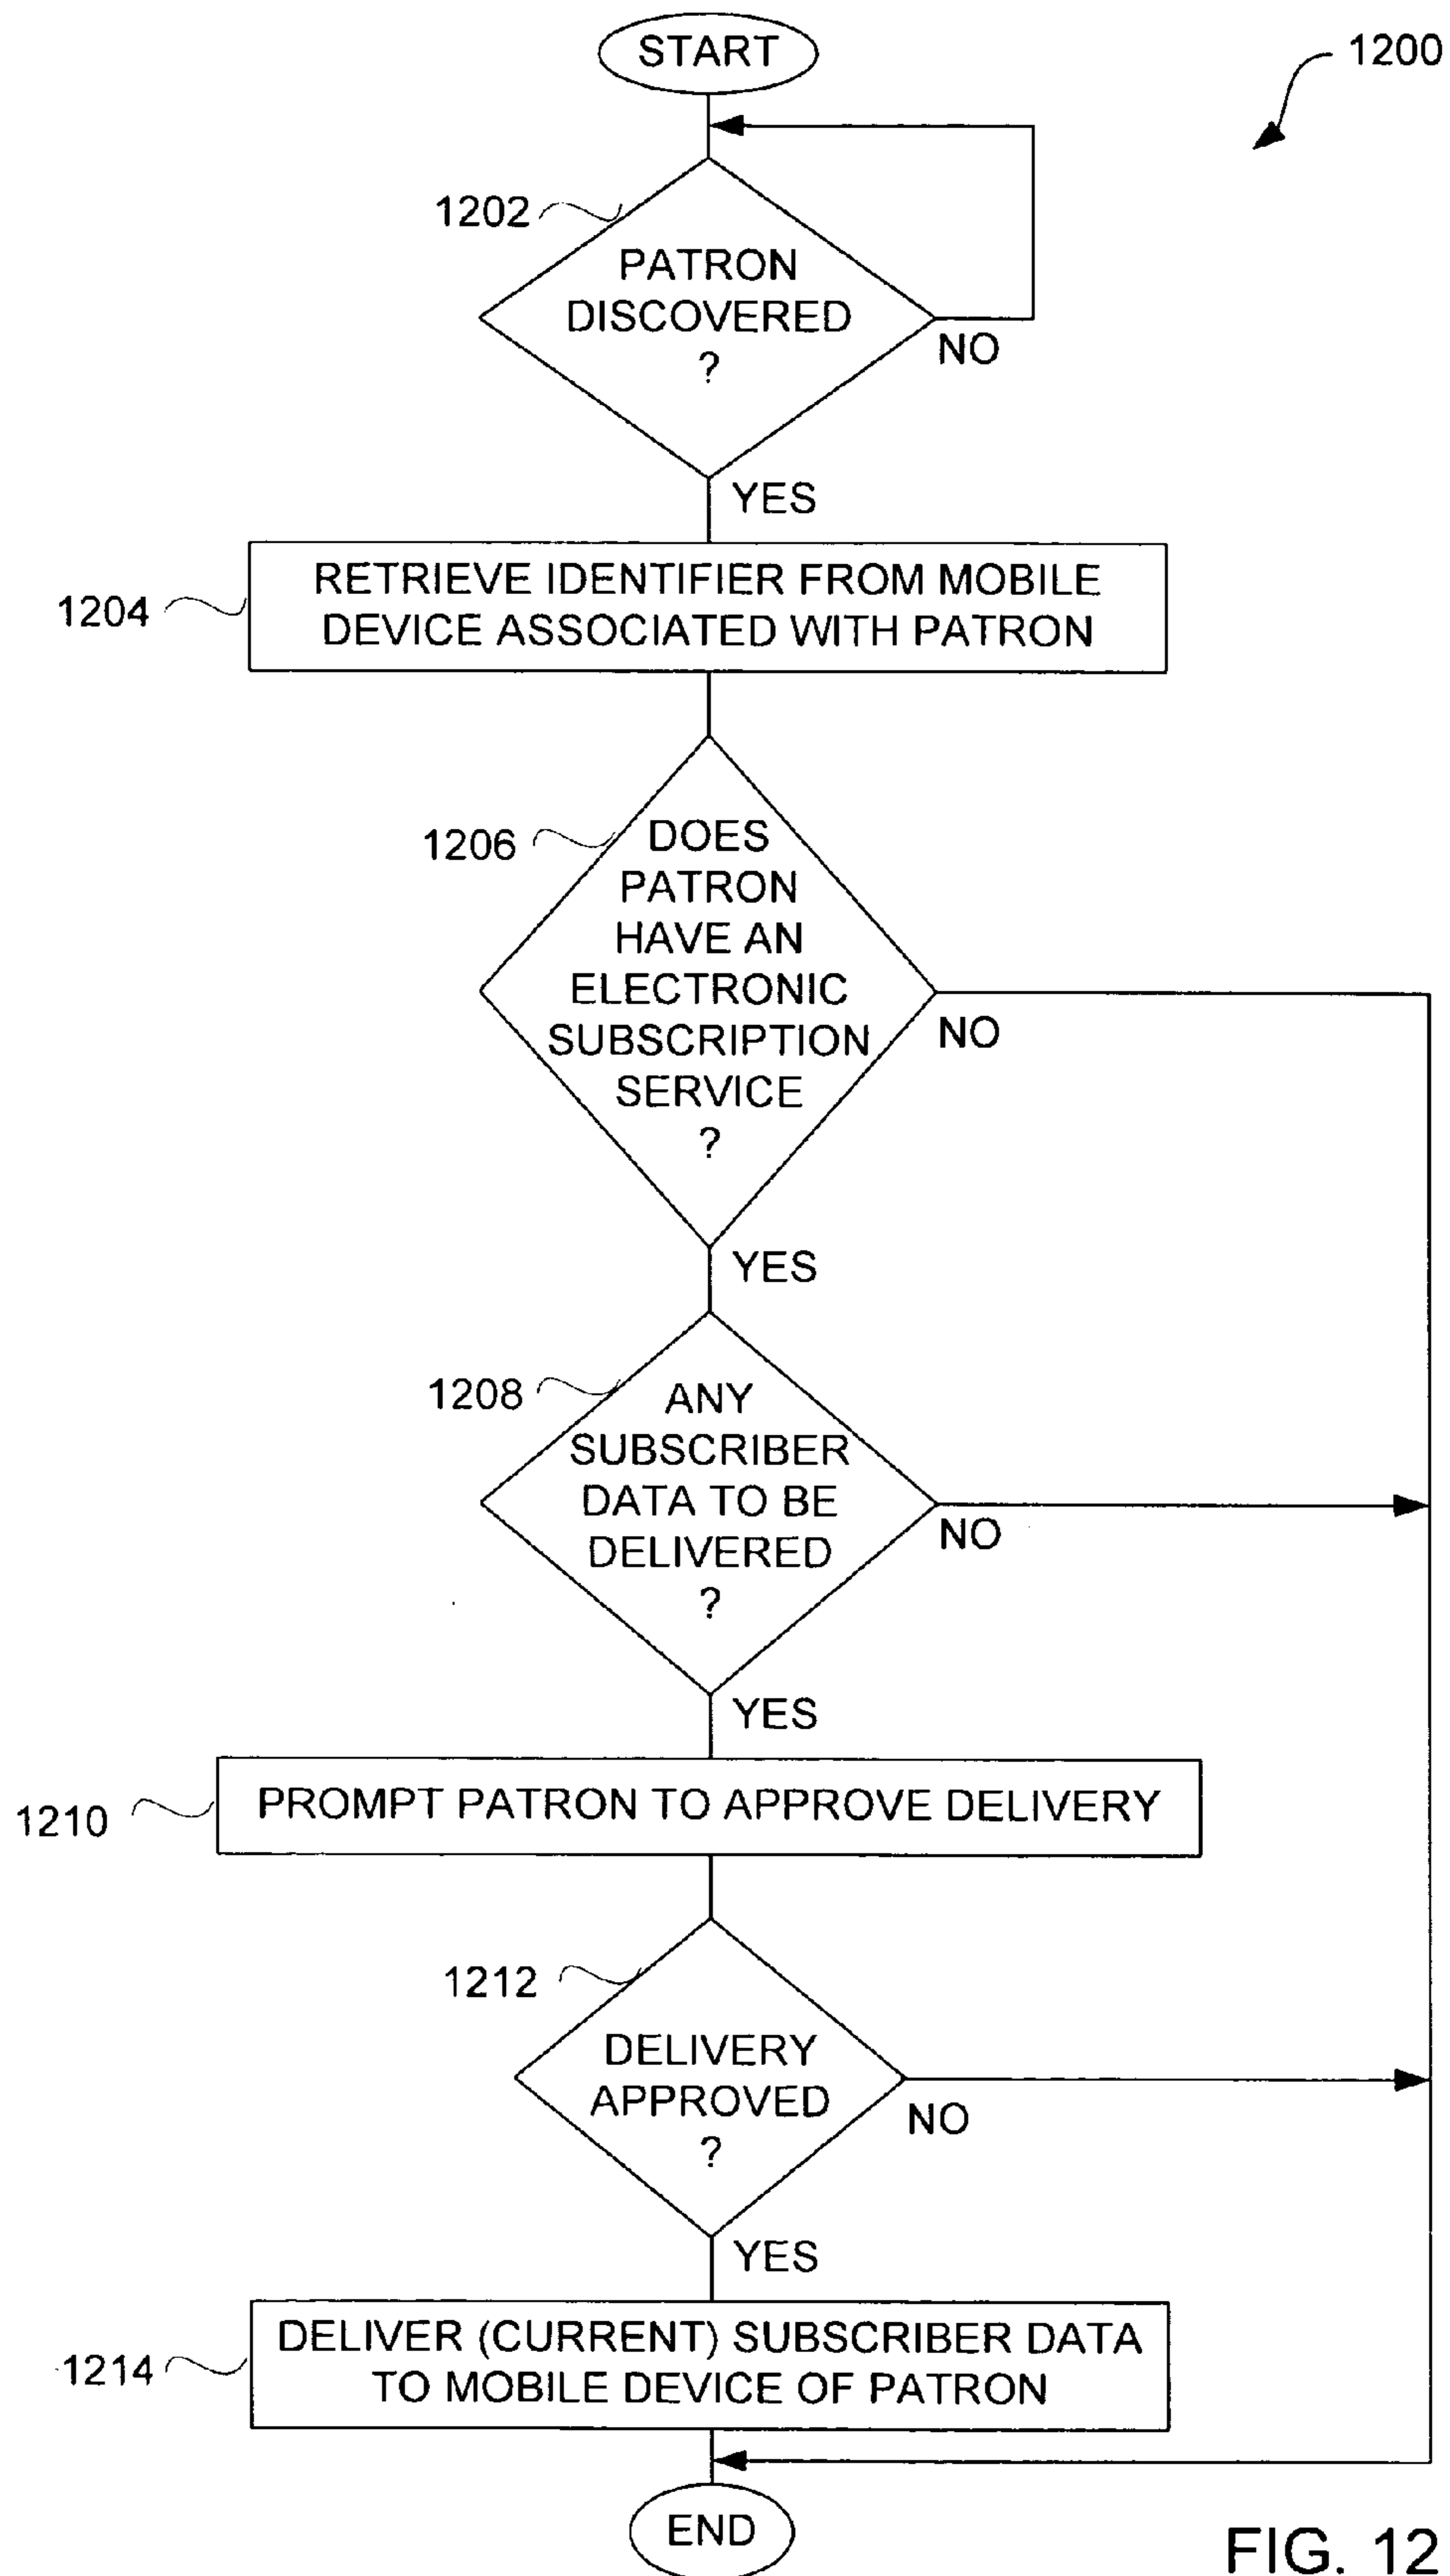 START
1200
1202
PATRON
DISCOVERED
?
NO
YES
1204
RETRIEVE IDENTIFIER FROM MOBILE
DEVICE ASSOCIATED WITH PATRON
1206
DOES
PATRON
HAVE AN
ELECTRONIC
SUBSCRIPTION
SERVICE
?
NO
YES
1208
ANY
SUBSCRIBER
DATA TO BE
DELIVERED
?
NO
YES
1210
PROMPT PATRON TO APPROVE DELIVERY
1212
DELIVERY
APPROVED
?
NO
YES
1214
DELIVER (CURRENT) SUBSCRIBER DATA
TO MOBILE DEVICE OF PATRON
END
FIG. 12